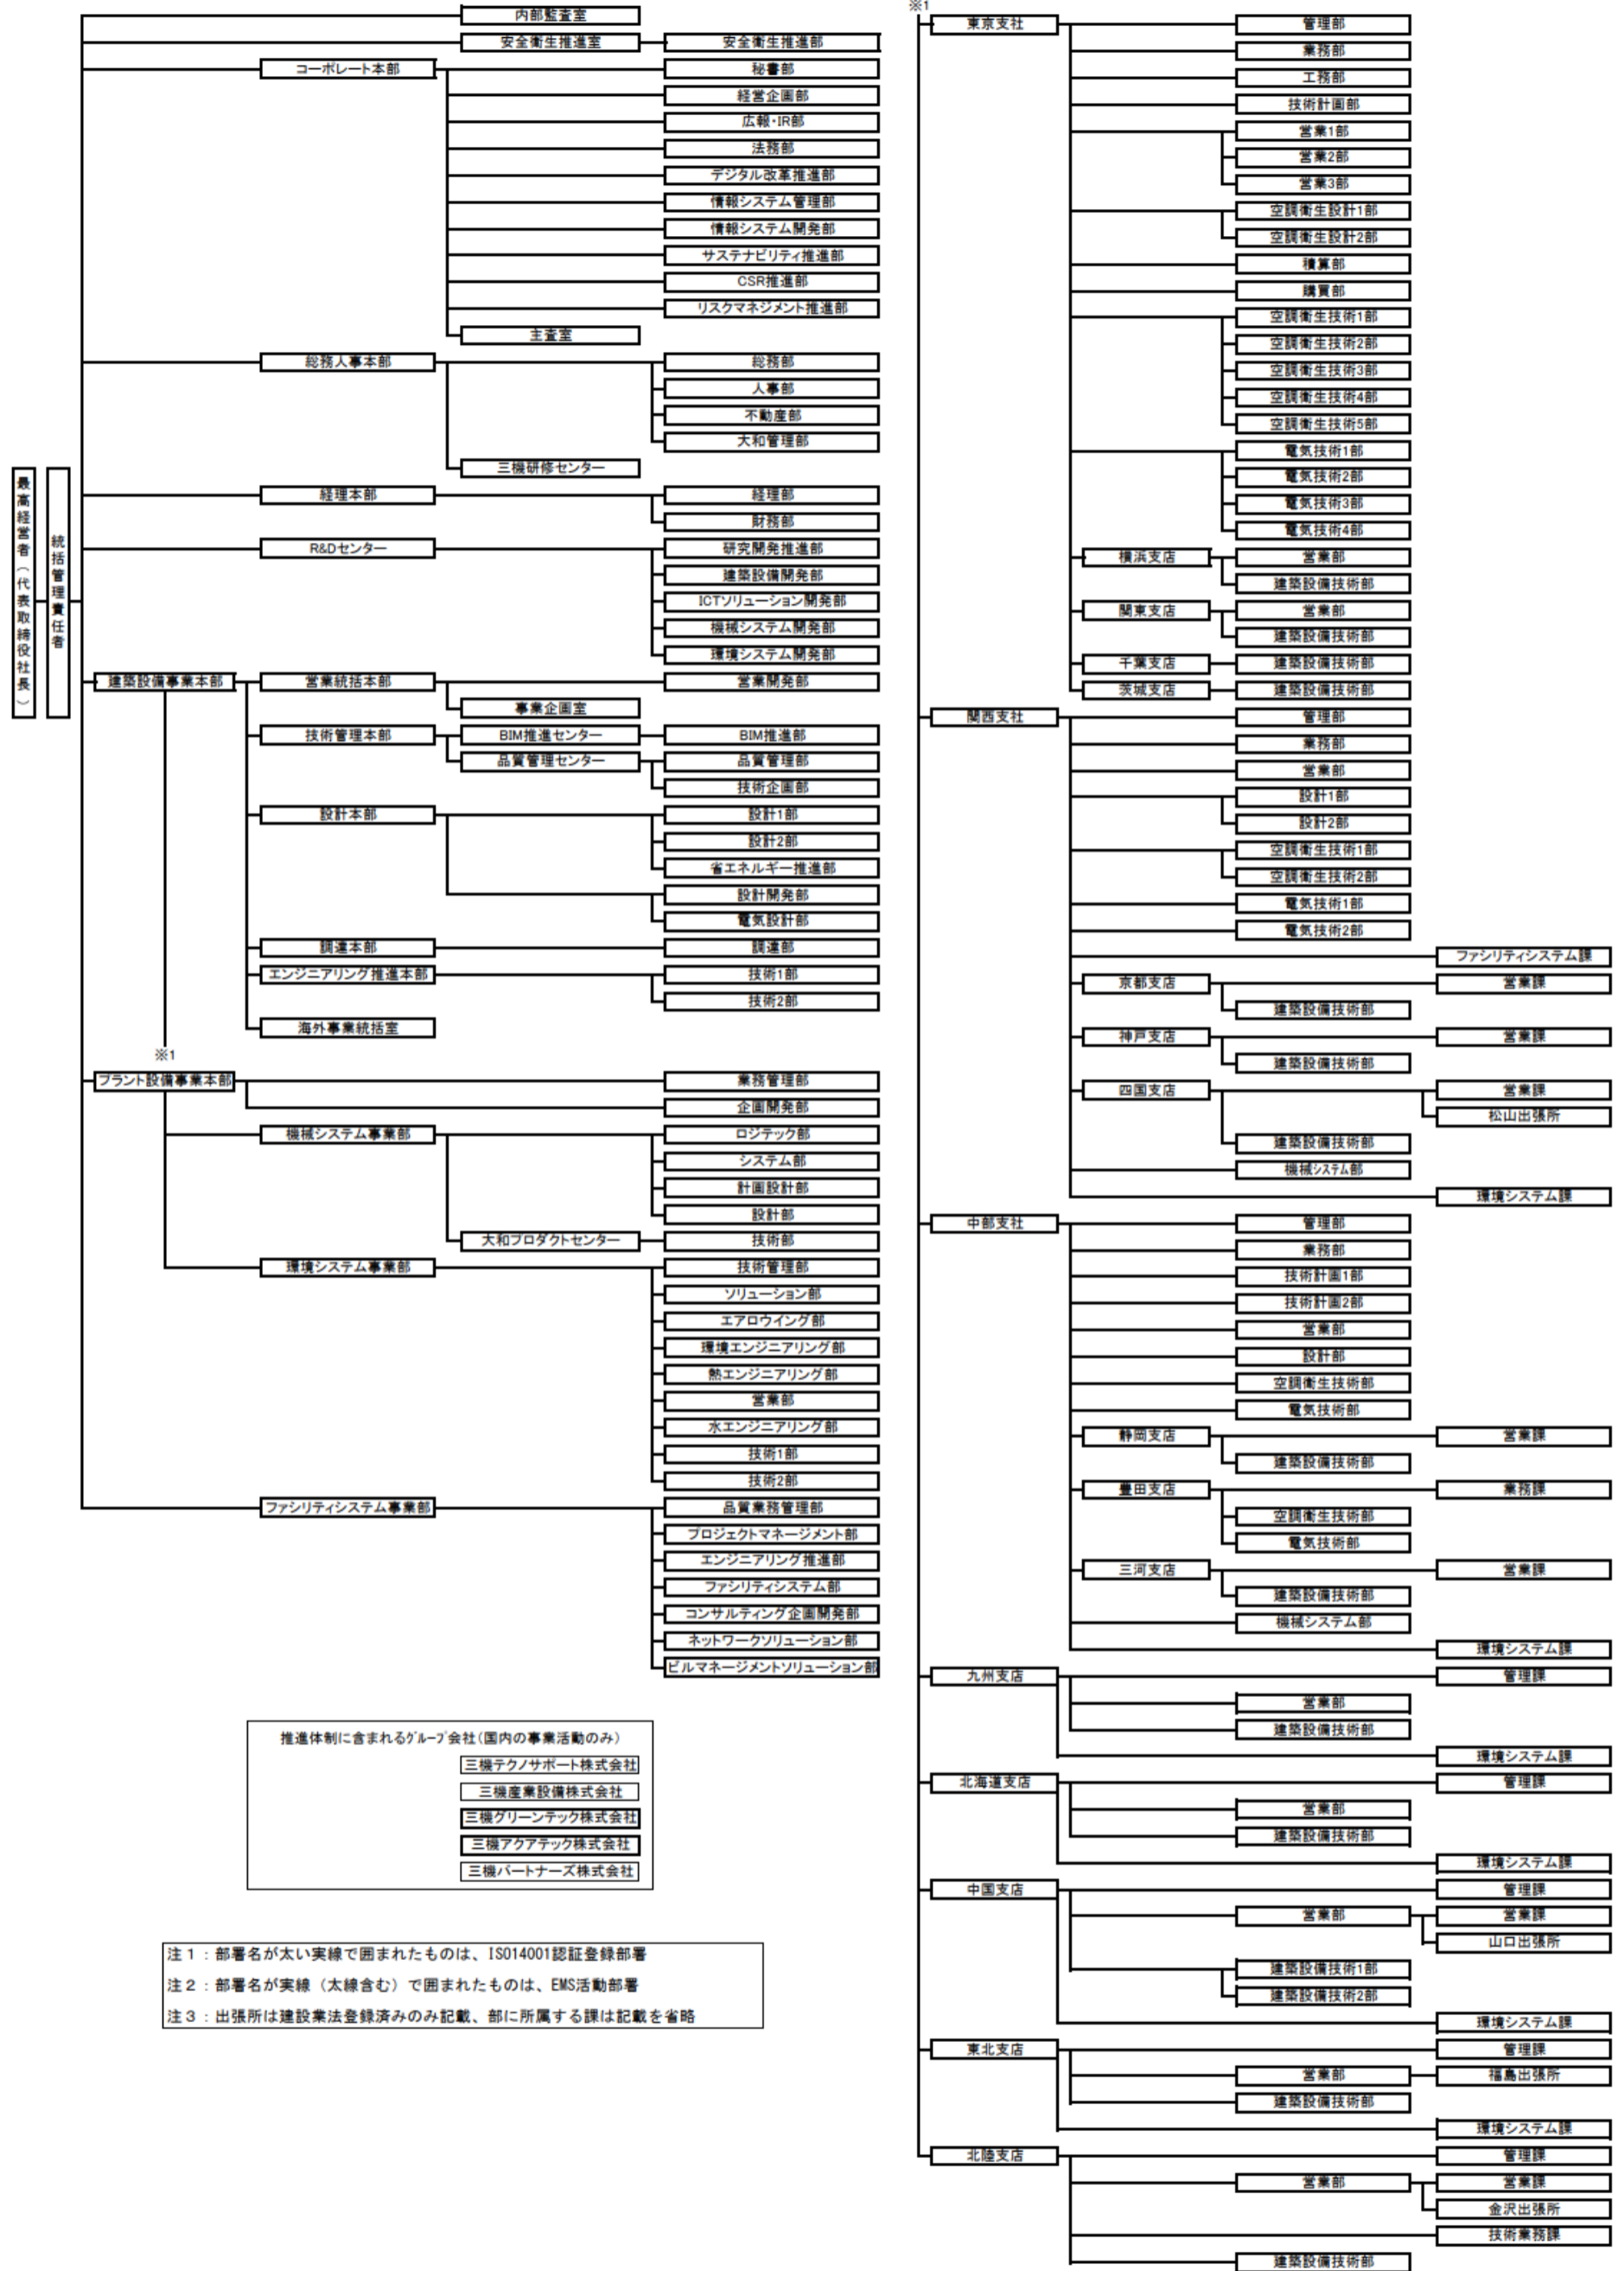 内部監査室
安全衛生推進室
安全衛生推進部
コーポレート本部
秘書部
経営企画部
広報・IR部
法務部
デジタル改革推進部
情報システム管理部
情報システム開発部
サステナビリティ推進部
CSR推進部
リスクマネジメント推進部
主査室
総務人事本部
総務部
人事部
不動産部
大和管理部
三機研修センター
最高経営者（代表取締役社長）
統括管理責任者
経理本部
経理部
財務部
R&Dセンター
研究開発推進部
建築設備開発部
ICTソリューション開発部
機械システム開発部
環境システム開発部
建築設備事業本部
営業統括本部
営業開発部
事業企画室
技術管理本部
BIM推進センター
BIM推進部
品質管理センター
品質管理部
技術企画部
設計本部
設計1部
設計2部
省エネルギー推進部
設計開発部
電気設計部
調達本部
調達部
エンジニアリング推進本部
技術1部
技術2部
海外事業統括室
※1
プラント設備事業本部
業務管理部
企画開発部
機械システム事業部
ロジテック部
システム部
計画設計部
設計部
大和プロダクトセンター
技術部
環境システム事業部
技術管理部
ソリューション部
エアロウイング部
環境エンジニアリング部
熱エンジニアリング部
営業部
水エンジニアリング部
技術1部
技術2部
ファシリティシステム事業部
品質業務管理部
プロジェクトマネージメント部
エンジニアリング推進部
ファシリティシステム部
コンサルティング企画開発部
ネットワークソリューション部
ビルマネージメントソリューション部
推進体制に含まれるグループ会社（国内の事業活動のみ）
三機テクノサポート株式会社
三機産業設備株式会社
三機グリーンテック株式会社
三機アクアテック株式会社
三機パートナーズ株式会社
注1：部署名が太い実線で囲まれたものは、ISO14001認証登録部署
注2：部署名が実線（太線含む）で囲まれたものは、EMS活動部署
注3：出張所は建設業法登録済みのみ記載、部に所属する課は記載を省略
※1
東京支社
管理部
業務部
工務部
技術計画部
営業1部
営業2部
営業3部
空調衛生設計1部
空調衛生設計2部
積算部
購買部
空調衛生技術1部
空調衛生技術2部
空調衛生技術3部
空調衛生技術4部
空調衛生技術5部
電気技術1部
電気技術2部
電気技術3部
電気技術4部
横浜支店
営業部
建築設備技術部
関東支店
営業部
建築設備技術部
千葉支店
建築設備技術部
茨城支店
建築設備技術部
関西支社
管理部
業務部
営業部
設計1部
設計2部
空調衛生技術1部
空調衛生技術2部
電気技術1部
電気技術2部
ファシリティシステム課
京都支店
営業課
建築設備技術部
神戸支店
営業課
建築設備技術部
四国支店
営業課
松山出張所
建築設備技術部
機械システム部
環境システム課
中部支社
管理部
業務部
技術計画1部
技術計画2部
営業部
設計部
空調衛生技術部
電気技術部
静岡支店
営業課
建築設備技術部
豊田支店
業務課
空調衛生技術部
電気技術部
三河支店
営業課
建築設備技術部
機械システム部
環境システム課
九州支店
管理課
営業部
建築設備技術部
環境システム課
北海道支店
管理課
営業部
建築設備技術部
環境システム課
中国支店
管理課
営業部
営業課
山口出張所
建築設備技術1部
建築設備技術2部
環境システム課
東北支店
管理課
営業部
福島出張所
建築設備技術部
環境システム課
北陸支店
管理課
営業部
営業課
金沢出張所
技術業務課
建築設備技術部